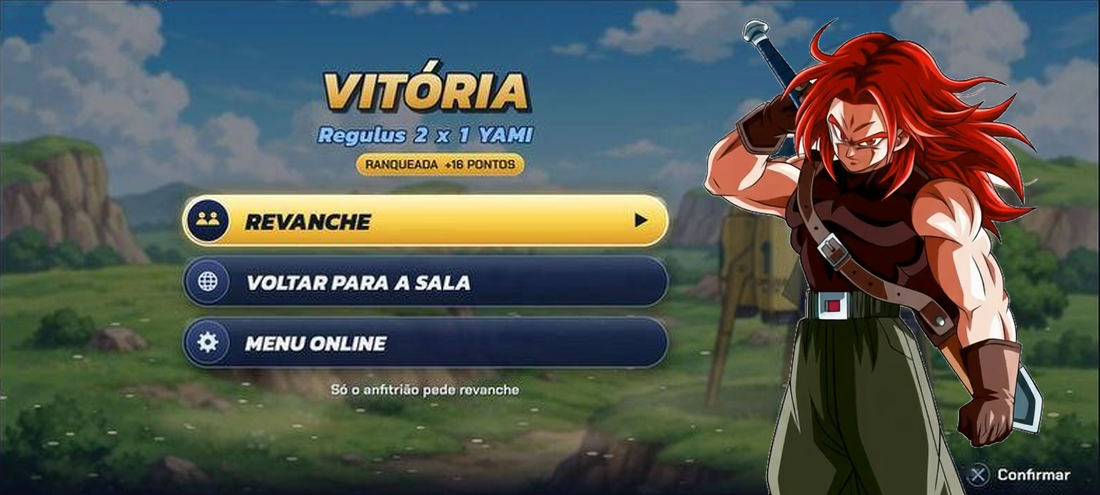 VITÓRIA
Regulus 2 x 1 YAMI
RANQUEADA +16 PONTOS
REVANCHE
VOLTAR PARA A SALA
MENU ONLINE
Só o anfitrião pede revanche
Confirmar